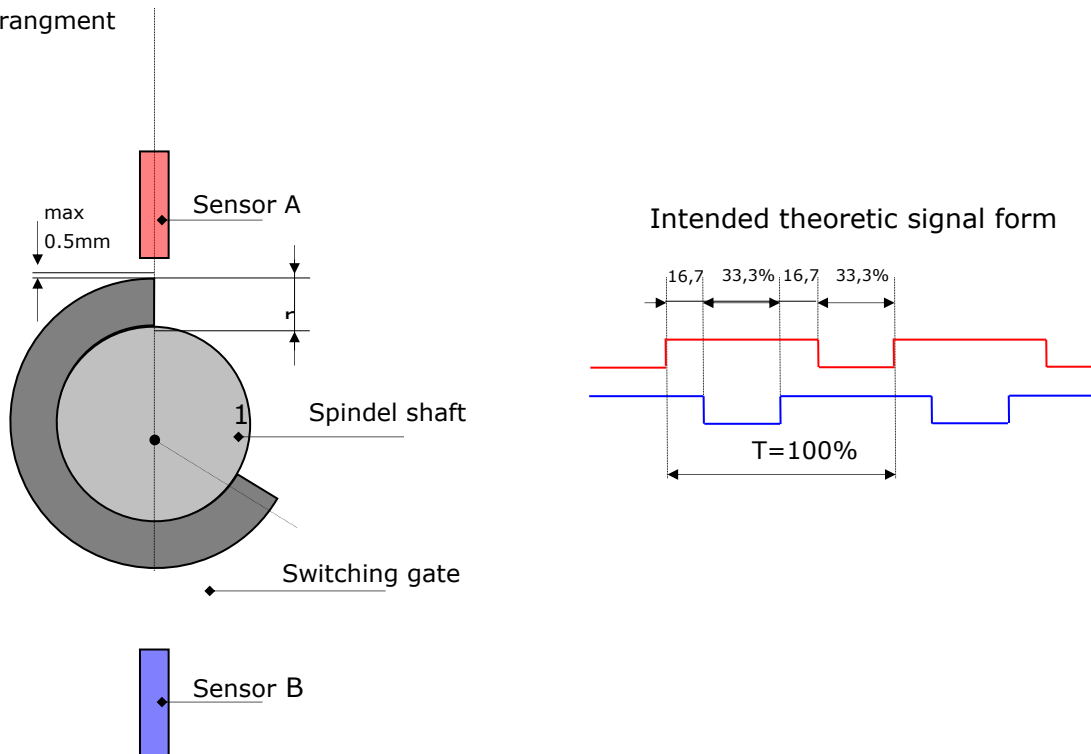 rangment
Sensor A
max
0.5mm
r
1
Spindel shaft
Switching gate
Sensor B
Intended theoretic signal form
16,7 33,3% 16,7 33,3%
T=100%